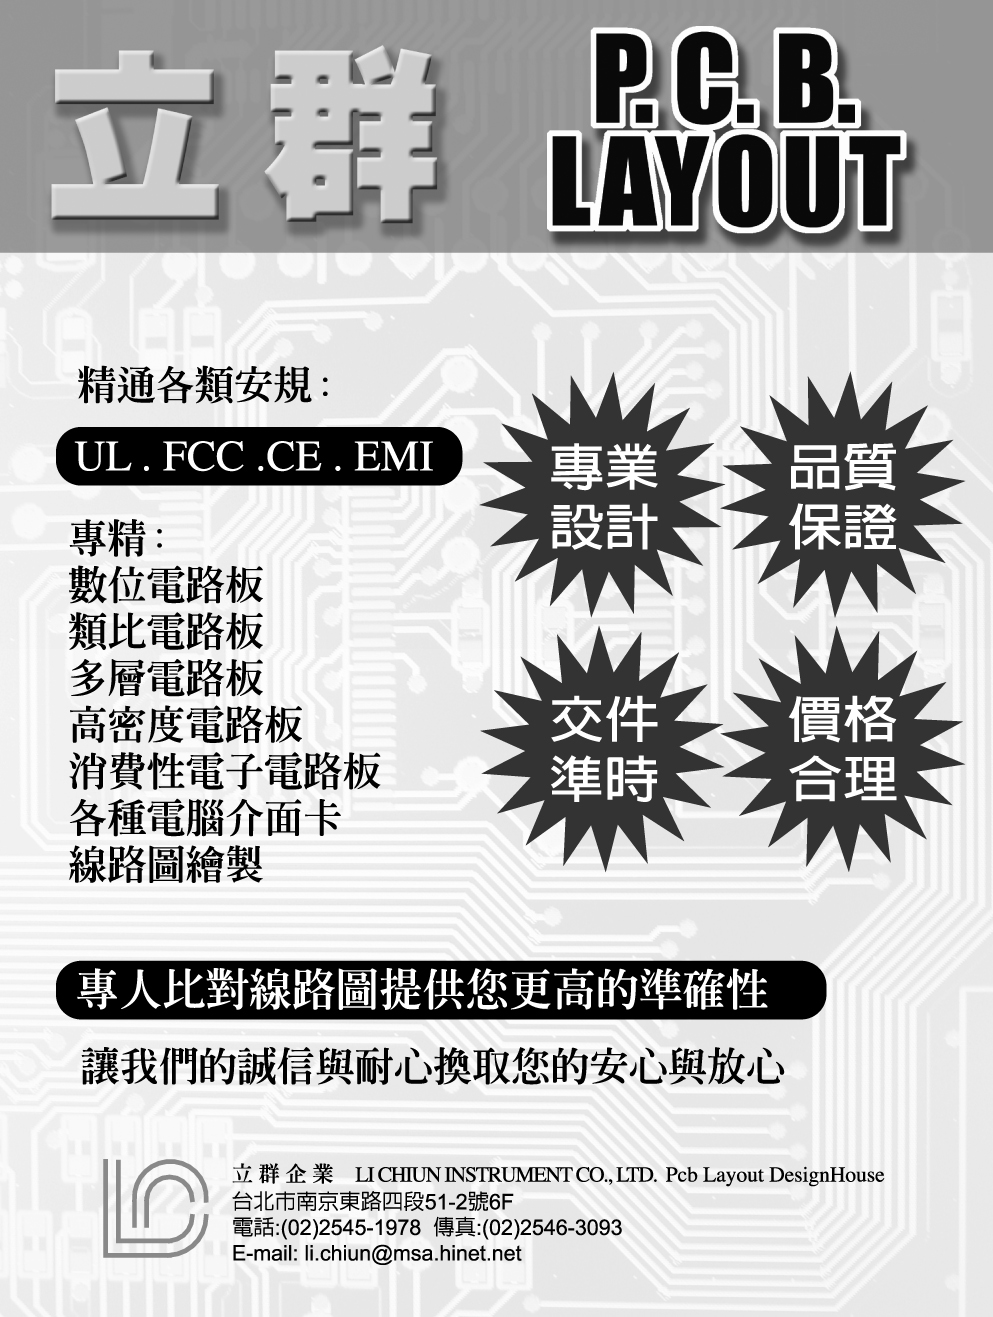 立群
P.C.B.
LAYOUT
精通各類安規:
UL . FCC .CE . EMI
專精:
數位電路板
類比電路板
多層電路板
高密度電路板
消費性電子電路板
各種電腦介面卡
線路圖繪製
專業
設計
品質
保證
交件
準時
價格
合理
專人比對線路圖提供您更高的準確性
讓我們的誠信與耐心換取您的安心與放心
立群企業 LI CHIUN INSTRUMENT CO., LTD. Pcb Layout DesignHouse
台北市南京東路四段51-2號6F
電話:(02)2545-1978 傳真:(02)2546-3093
E-mail: li.chiun@msa.hinet.net